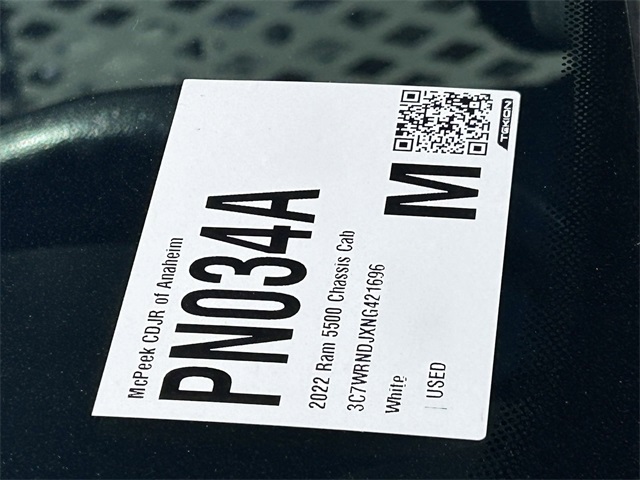 McPeek CDJR of Anaheim
PN034A
2022 Ram 5500 Chassis Cab
3C7WRNDJXNG421696
White
USED
M
TEKION